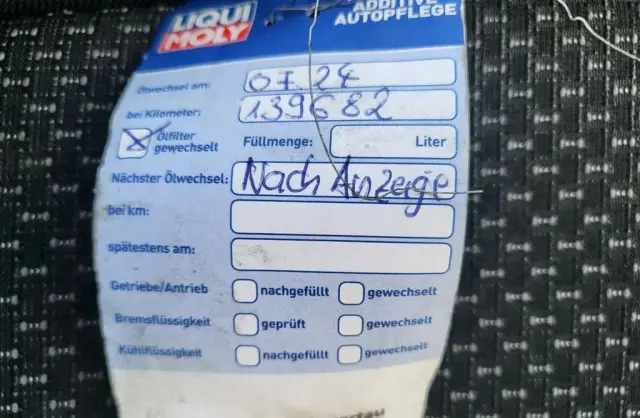 LIQUI MOLY
ADDITIVE
AUTOPFLEGE
Ölwechsel am: 07.24
bei Kilometer: 139682
Ölfilter gewechselt
Füllmenge: Liter
Nächster Ölwechsel: Nach Anzeige
bei km:
spätestens am:
Getriebe/Antrieb nachgefüllt gewechselt
Bremsflüssigkeit geprüft gewechselt
Kühlflüssigkeit nachgefüllt gewechselt